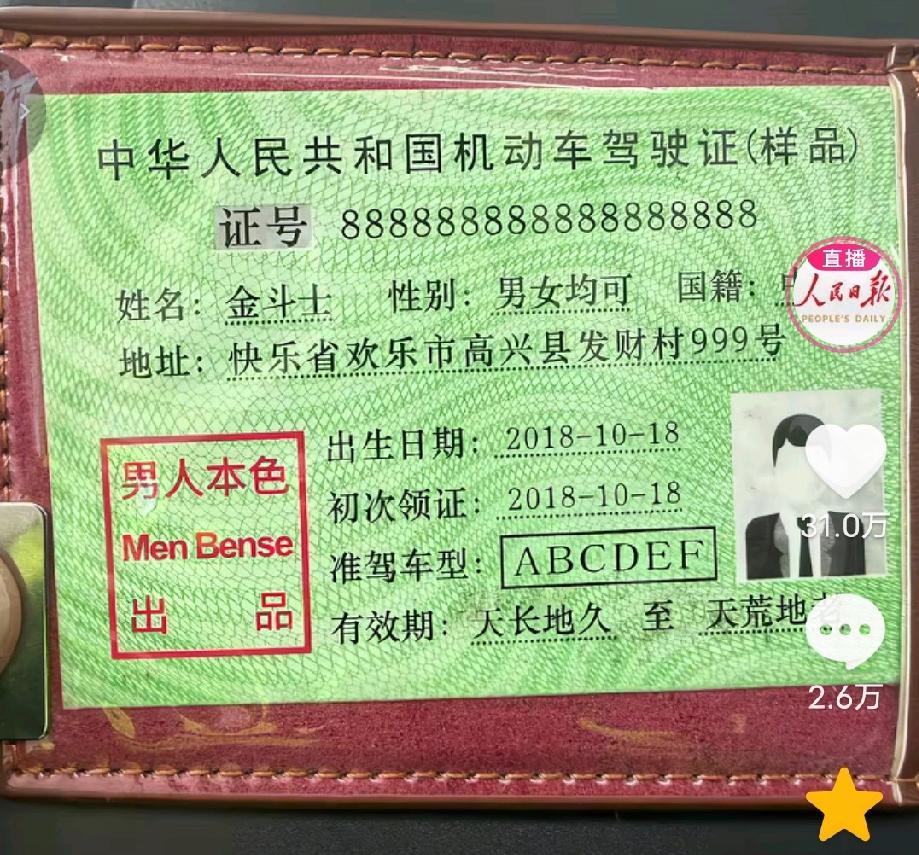 中华人民共和国机动车驾驶证(样品)
证号 888888888888888888
姓名: 金斗士 性别: 男女均可 国籍:
地址: 快乐省欢乐市高兴县发财村999号
直播
人民日报
PEOPLE'S DAILY
男人本色
Men Bense
出 品
出生日期: 2018-10-18
初次领证: 2018-10-18
准驾车型: ABCDEF
有效期: 天长地久 至 天荒地老
31.0万
2.6万